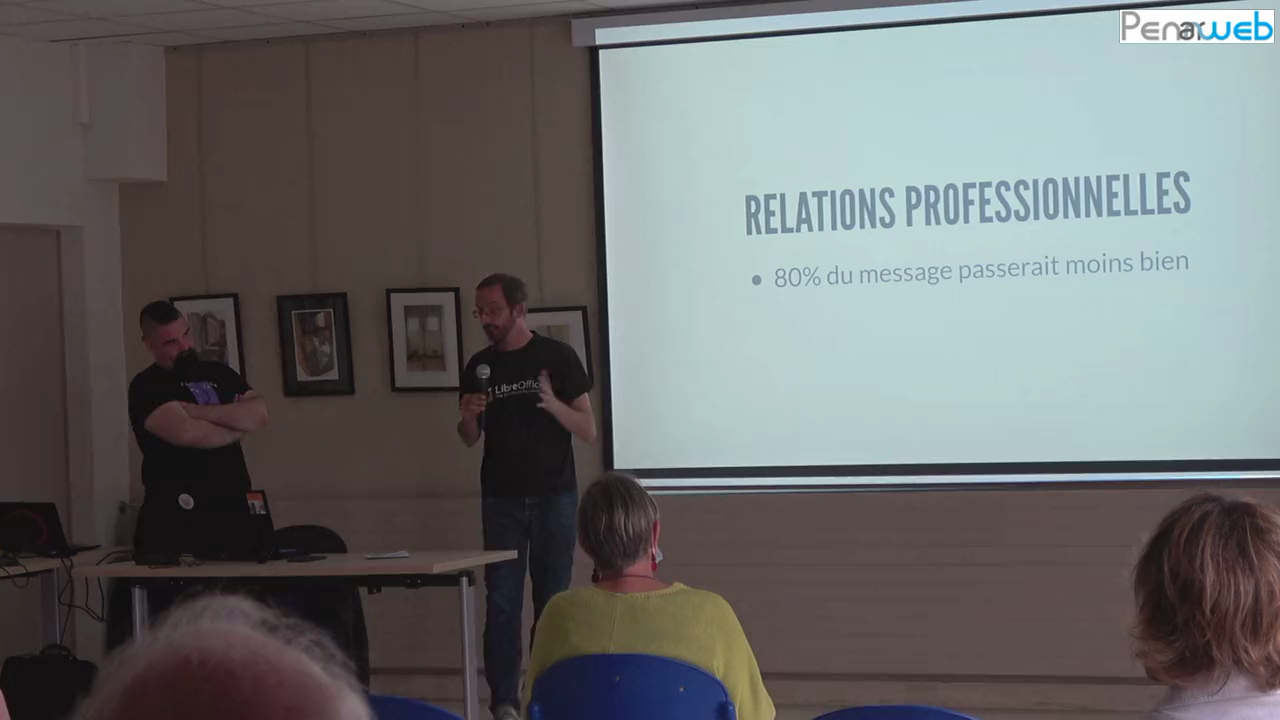 Penarweb
RELATIONS PROFESSIONNELLES
• 80% du message passerait moins bien
LibreOffice